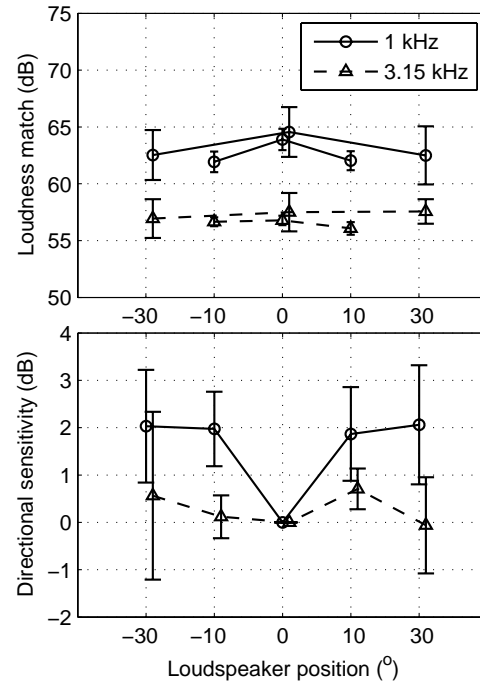 75
70
65
60
55
50
Loudness match (dB)
1 kHz
3.15 kHz
−30 −10 0 10 30
4
3
2
1
0
−1
−2
Directional sensitivity (dB)
−30 −10 0 10 30
Loudspeaker position (o)